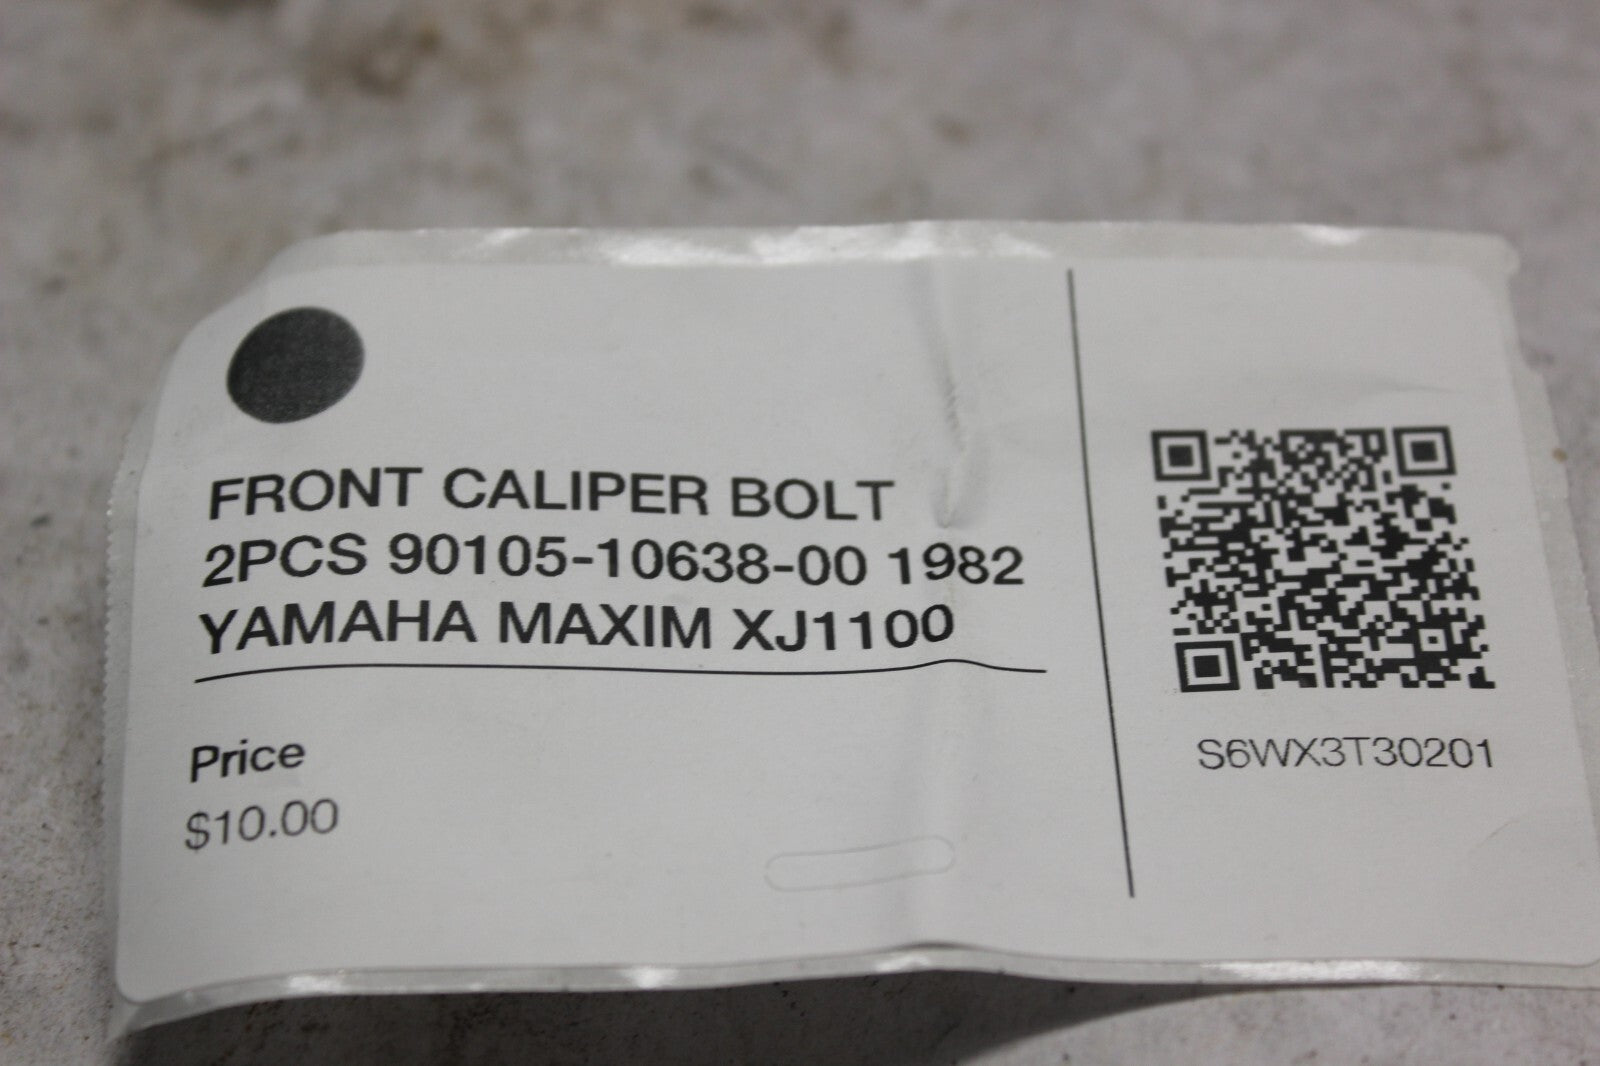 FRONT CALIPER BOLT
2PCS 90105-10638-00 1982
YAMAHA MAXIM XJ1100
Price
$10.00
S6WX3T30201